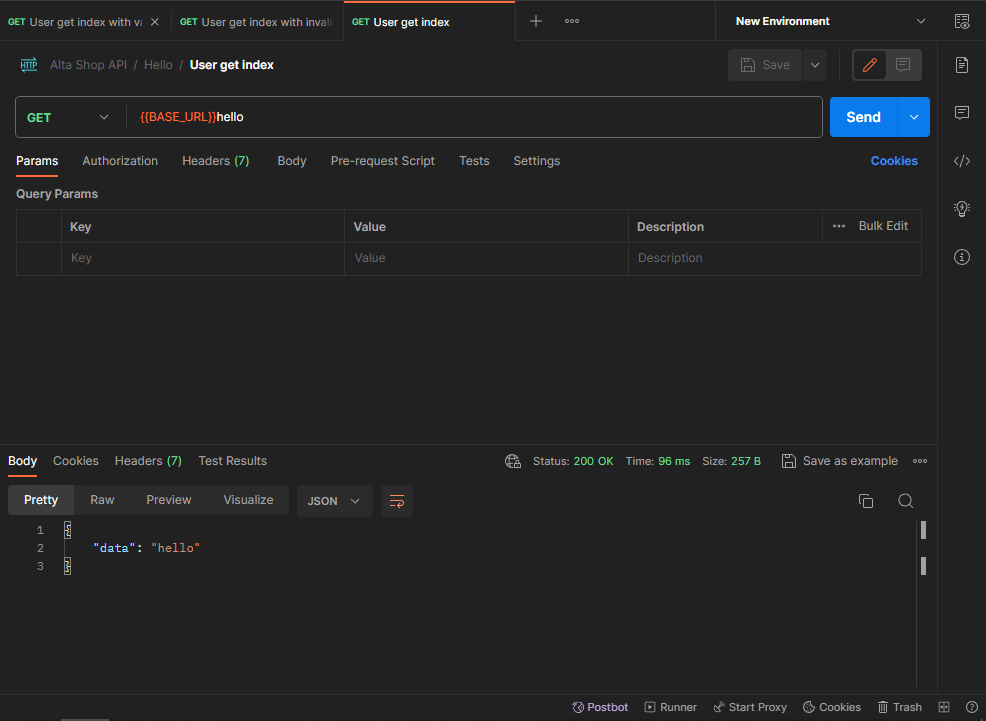 GET User get index with va
GET User get index with invali
GET User get index
New Environment
HTTP Alta Shop API / Hello / User get index
Save
GET {{BASE_URL}}hello
Send
Params Authorization Headers (7) Body Pre-request Script Tests Settings Cookies
Query Params
Key Value Description Bulk Edit
Key Value Description
Body Cookies Headers (7) Test Results Status: 200 OK Time: 96 ms Size: 257 B Save as example
Pretty Raw Preview Visualize JSON
1 {
2 "data": "hello"
3 }
Postbot Runner Start Proxy Cookies Trash